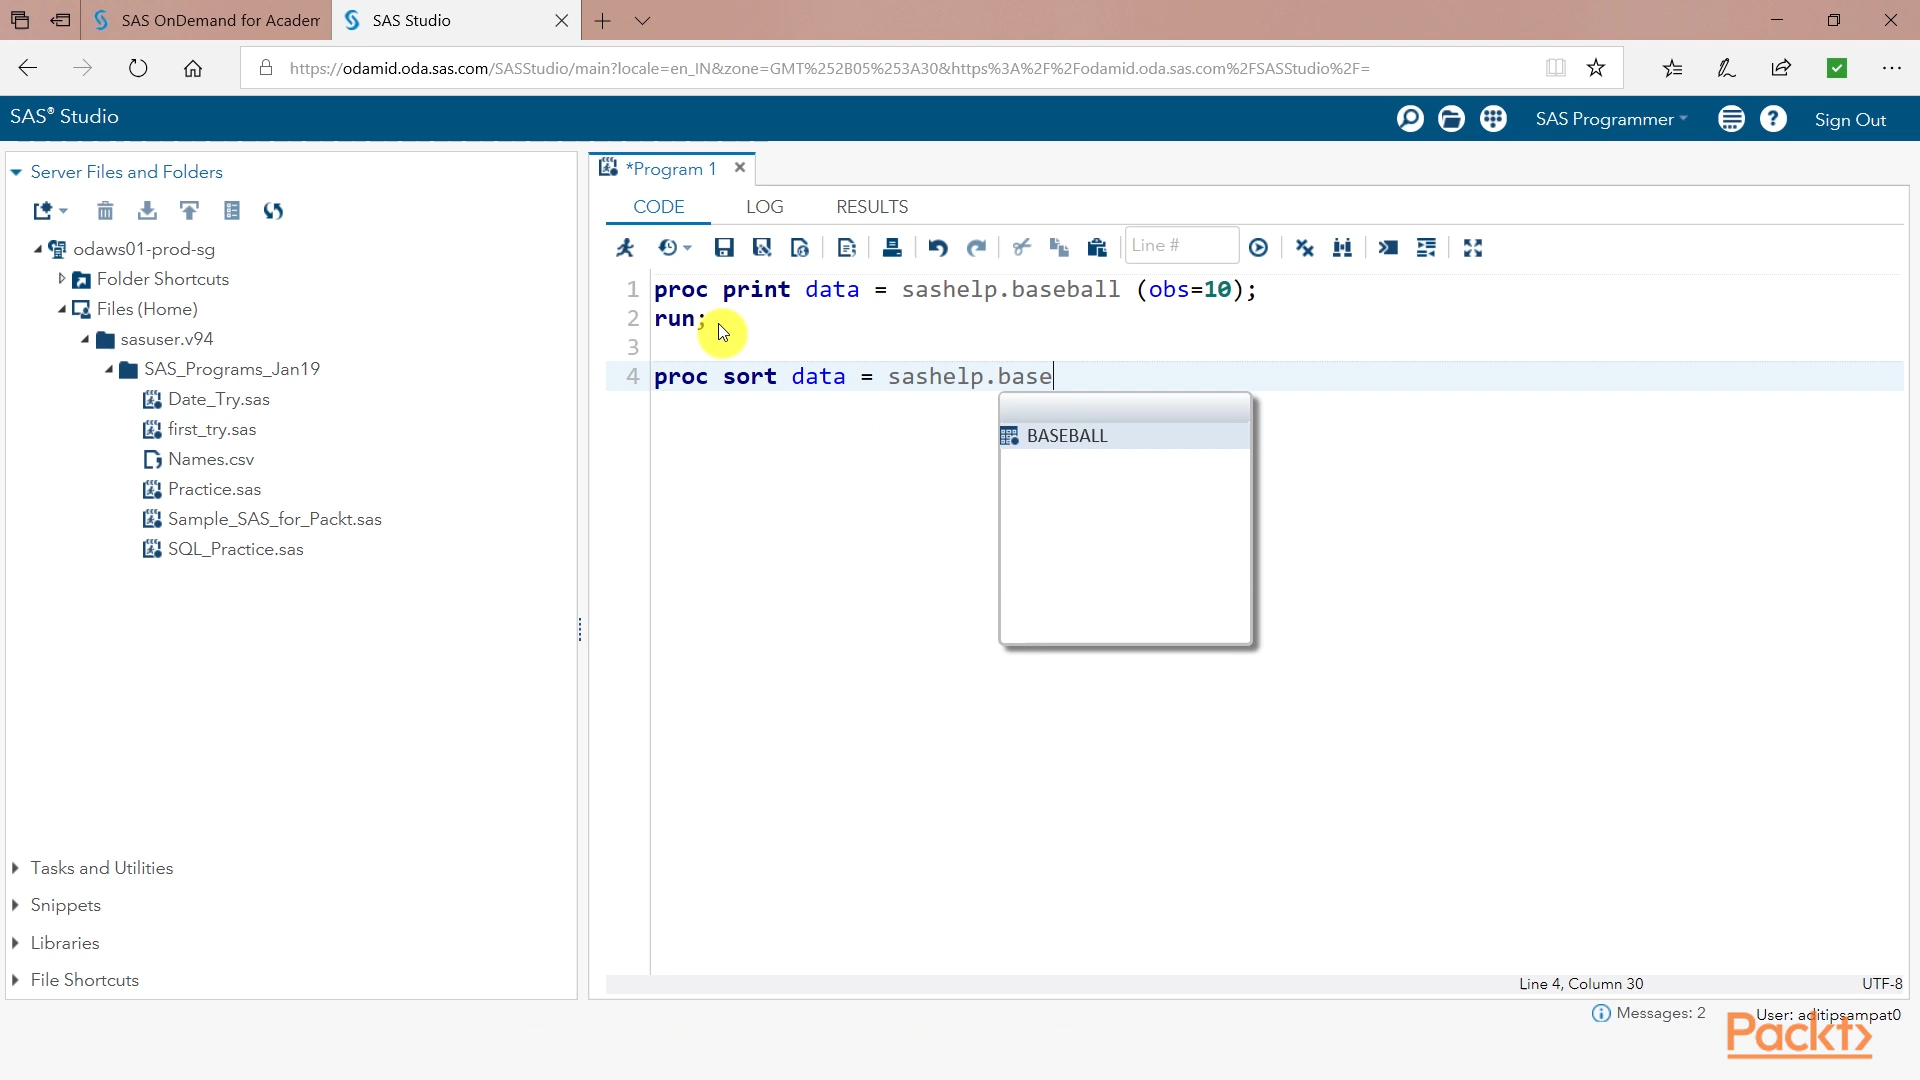 SAS OnDemand for Academ
SAS Studio
https://odamid.oda.sas.com/SASStudio/main?locale=en_IN&zone=GMT%252B05%253A30&https%3A%2F%2Fodamid.oda.sas.com%2FSASStudio%2F=
SAS® Studio
SAS Programmer
Sign Out
Server Files and Folders
odaws01-prod-sg
Folder Shortcuts
Files (Home)
sasuser.v94
SAS_Programs_Jan19
Date_Try.sas
first_try.sas
Names.csv
Practice.sas
Sample_SAS_for_Packt.sas
SQL_Practice.sas
Tasks and Utilities
Snippets
Libraries
File Shortcuts
*Program 1
CODE LOG RESULTS
Line #
1 proc print data = sashelp.baseball (obs=10);
2 run;
3
4 proc sort data = sashelp.base
BASEBALL
Line 4, Column 30
UTF-8
Messages: 2
User: aditipsampat0
Packt>